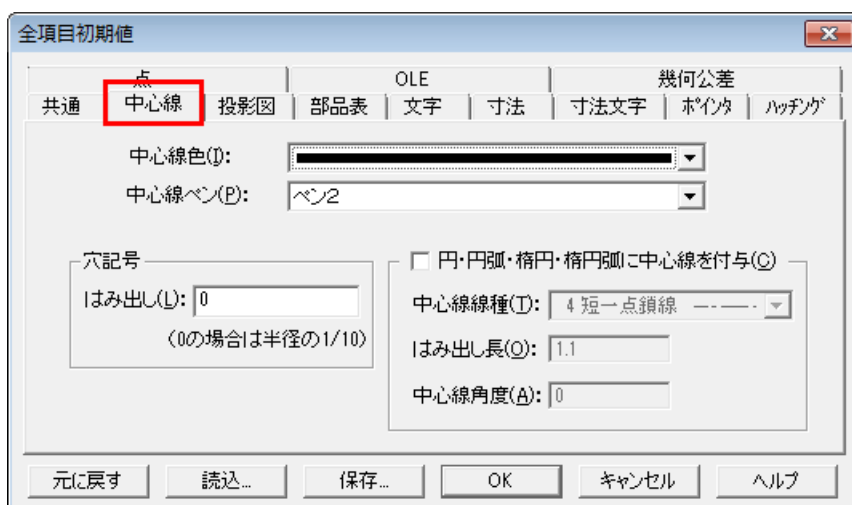 全項目初期値
点 OLE 幾何公差
共通 中心線 投影図 部品表 文字 寸法 寸法文字 ﾎﾟｲﾝﾀ ﾊｯﾁﾝｸﾞ
中心線色(I):
中心線ペン(P): ペン2
穴記号
はみ出し(L): 0
(0の場合は半径の1/10)
円・円弧・楕円・楕円弧に中心線を付与(C)
中心線線種(T): 4 短一点鎖線
はみ出し長(O): 1.1
中心線角度(A): 0
元に戻す 読込... 保存... OK キャンセル ヘルプ